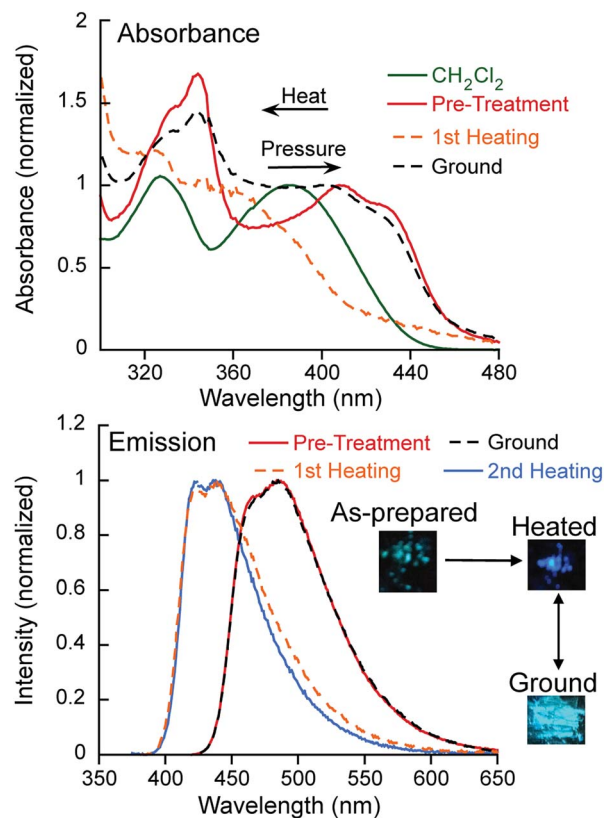 Absorbance
CH₂Cl₂
Pre-Treatment
1st Heating
Ground
Heat
Pressure
Absorbance (normalized)
2
1.5
1
0.5
0
320 360 400 440 480
Wavelength (nm)
Emission
Pre-Treatment Ground
1st Heating 2nd Heating
As-prepared
Heated
Ground
Intensity (normalized)
1.2
1
0.8
0.6
0.4
0.2
0
350 400 450 500 550 600 650
Wavelength (nm)